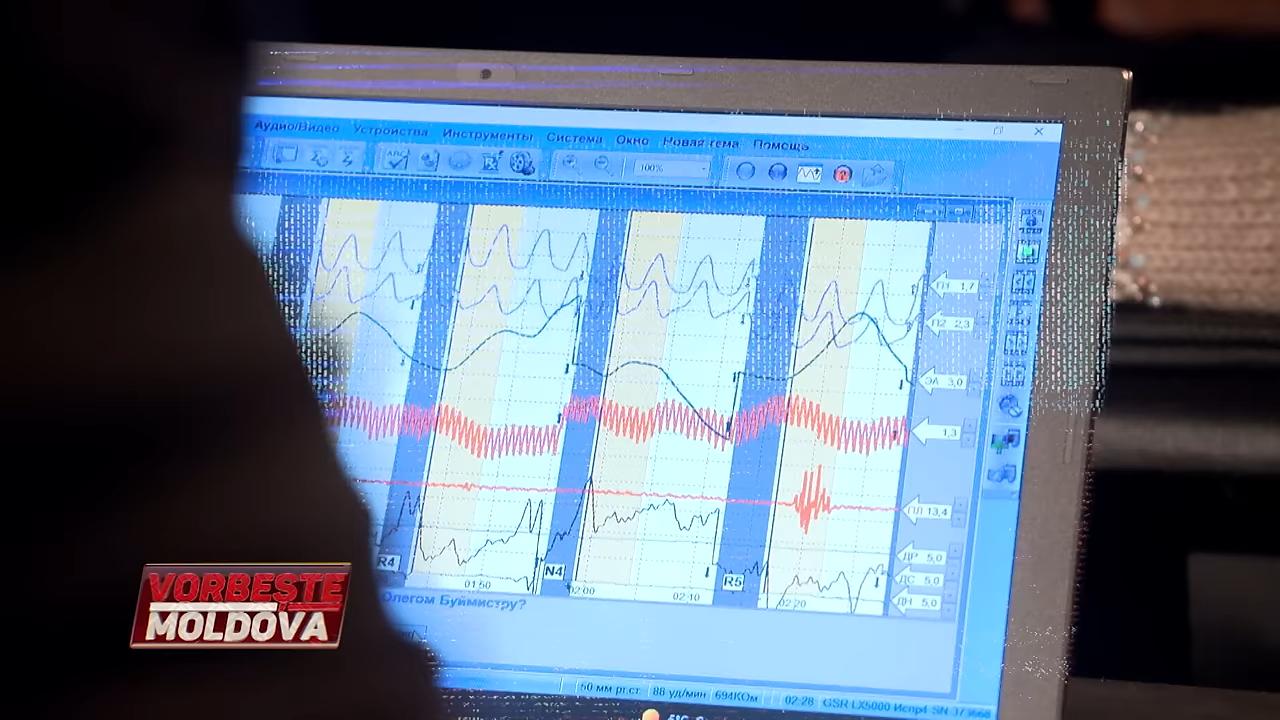 Аудио/Видео Устройства Инструменты Система Окно Новая тема Помощь
ABC 100%
П1 1,7
П2 2,3
ЭА 3,0
1,3
ПЛ 13,4
ДР 5,0
ДС 5,0
ДН 5,0
R4 N4 R5
01:50 02:00 02:10 02:20
Олегом Буймистру?
50 мм рт.ст. 88 уд/мин 694КОм 02:28 GSR LX5000
VORBEȘTE
MOLDOVA